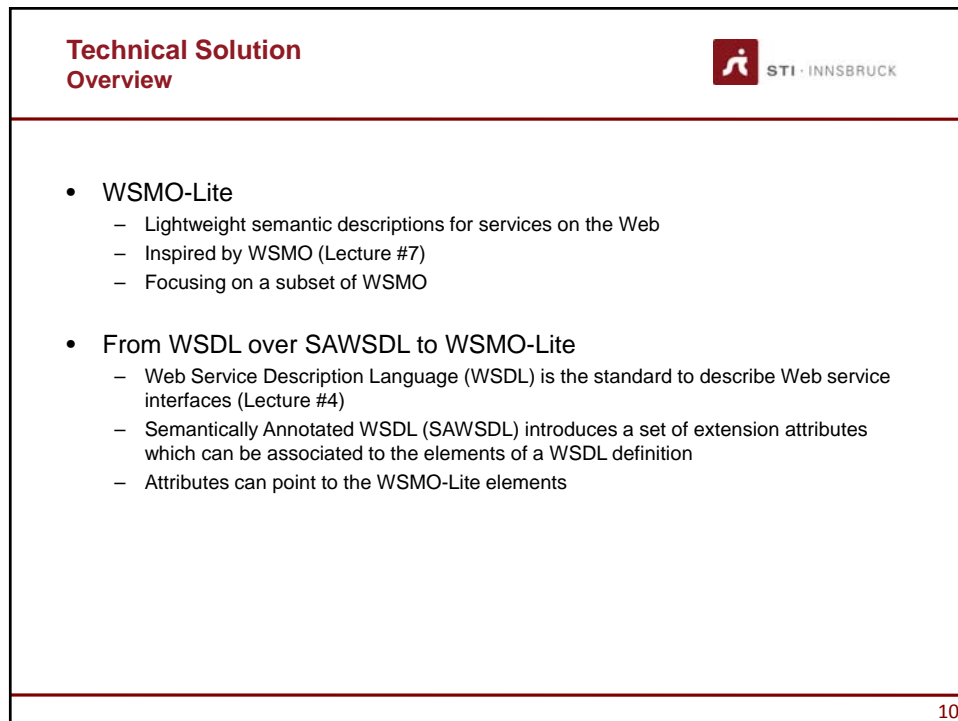 Technical Solution
Overview
STI · INNSBRUCK
• WSMO-Lite
– Lightweight semantic descriptions for services on the Web
– Inspired by WSMO (Lecture #7)
– Focusing on a subset of WSMO
• From WSDL over SAWSDL to WSMO-Lite
– Web Service Description Language (WSDL) is the standard to describe Web service
interfaces (Lecture #4)
– Semantically Annotated WSDL (SAWSDL) introduces a set of extension attributes
which can be associated to the elements of a WSDL definition
– Attributes can point to the WSMO-Lite elements
10